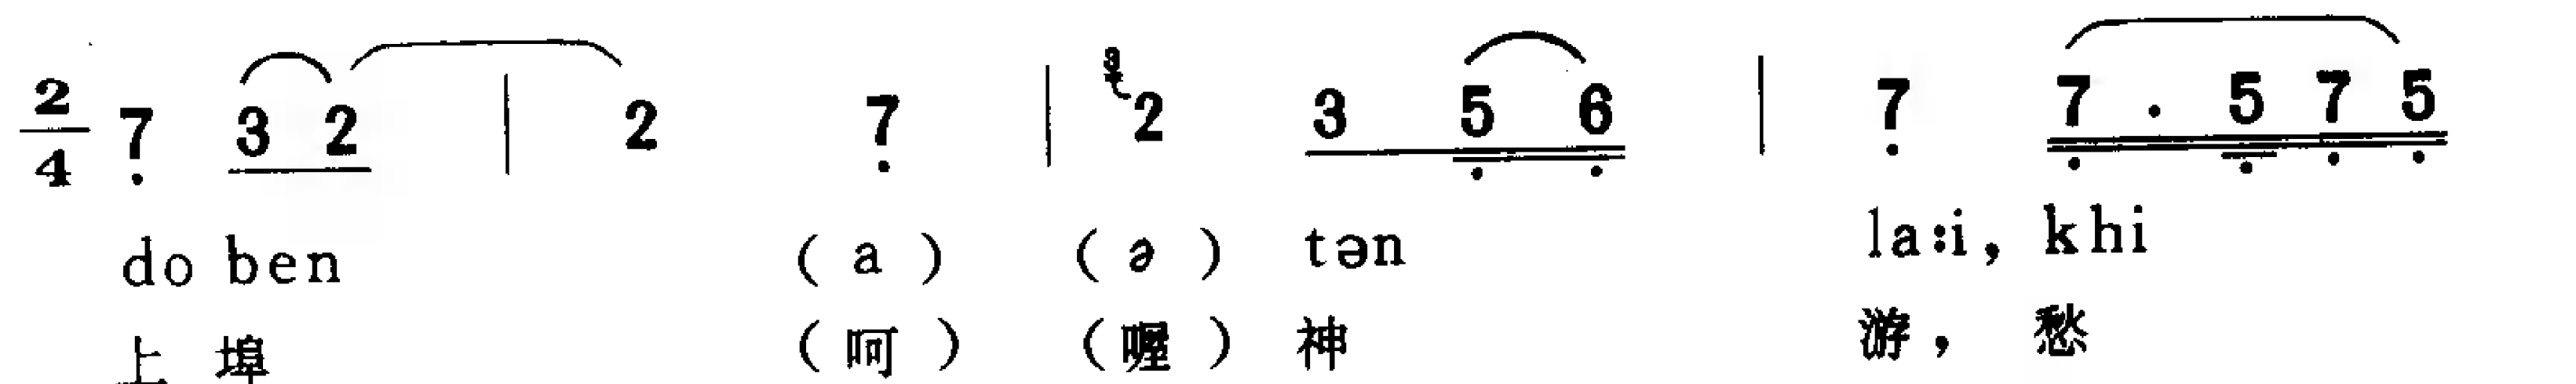 2/4 7 3 2 | 2 7 | 3 2 3 5 6 | 7 7 · 5 7 5
do ben ( a ) ( ə ) tən la:i, khi
上 埠 ( 呵 ) ( 喔 ) 神 游， 愁